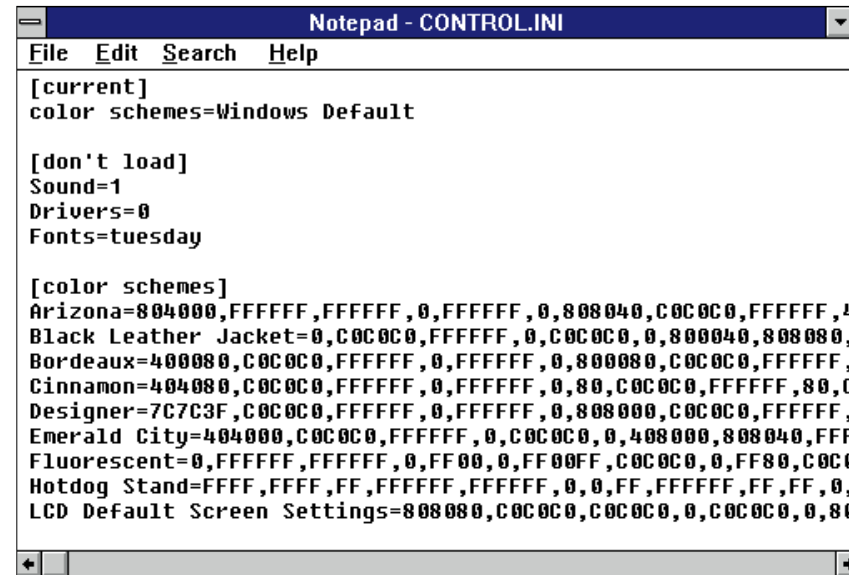 Notepad - CONTROL.INI
File Edit Search Help
[current]
color schemes=Windows Default
[don't load]
Sound=1
Drivers=0
Fonts=tuesday
[color schemes]
Arizona=804000,FFFFFF,FFFFFF,0,FFFFFF,0,808040,C0C0C0,FFFFFF,4
Black Leather Jacket=0,C0C0C0,FFFFFF,0,C0C0C0,0,800040,808080,
Bordeaux=400080,C0C0C0,FFFFFF,0,FFFFFF,0,800080,C0C0C0,FFFFFF,
Cinnamon=404080,C0C0C0,FFFFFF,0,FFFFFF,0,80,C0C0C0,FFFFFF,80,C
Designer=7C7C3F,C0C0C0,FFFFFF,0,FFFFFF,0,808000,C0C0C0,FFFFFF,
Emerald City=404000,C0C0C0,FFFFFF,0,C0C0C0,0,408000,808040,FFF
Fluorescent=0,FFFFFF,FFFFFF,0,FF00,0,FF00FF,C0C0C0,0,FF80,C0C0
Hotdog Stand=FFFF,FFFF,FF,FFFFFF,FFFFFF,0,0,FF,FFFFFF,FF,FF,0,
LCD Default Screen Settings=808080,C0C0C0,C0C0C0,0,C0C0C0,0,80